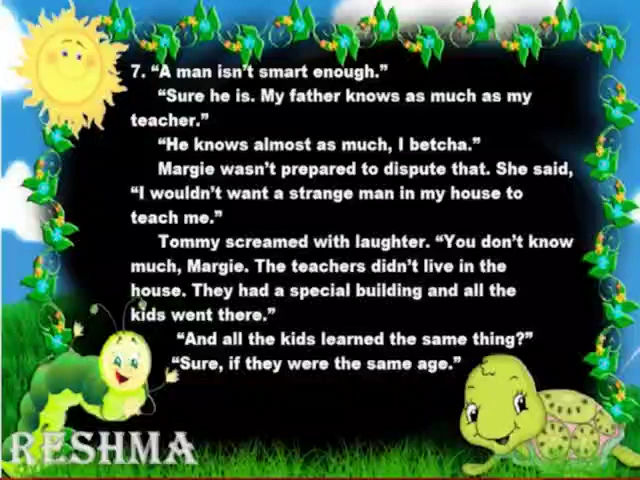 7. “A man isn’t smart enough.”
“Sure he is. My father knows as much as my
teacher.”
“He knows almost as much, I betcha.”
Margie wasn’t prepared to dispute that. She said,
“I wouldn’t want a strange man in my house to
teach me.”
Tommy screamed with laughter. “You don’t know
much, Margie. The teachers didn’t live in the
house. They had a special building and all the
kids went there.”
“And all the kids learned the same thing?”
“Sure, if they were the same age.”
RESHMA